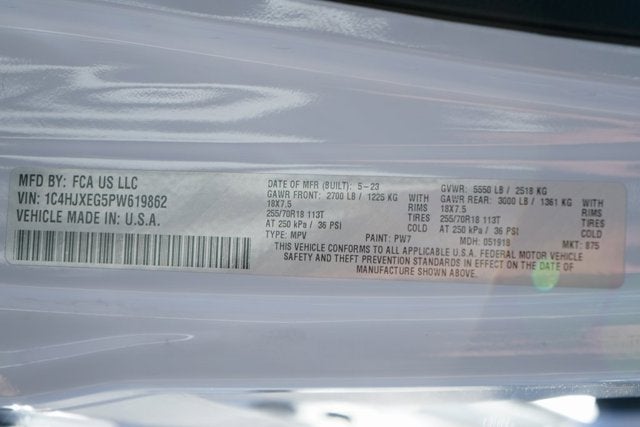 MFD BY: FCA US LLC
VIN: 1C4HJXEG5PW619862
VEHICLE MADE IN: U.S.A.
DATE OF MFR (BUILT): 5-23
GAWR FRONT: 2700 LB / 1225 KG
18X7.5 RIMS
255/70R18 113T TIRES
AT 250 kPa / 36 PSI COLD
TYPE: MPV PAINT: PW7
GVWR: 5550 LB / 2518 KG
GAWR REAR: 3000 LB / 1361 KG
18X7.5 RIMS
255/70R18 113T TIRES
AT 250 kPa / 36 PSI COLD
MDH: 051918 MKT: 875
THIS VEHICLE CONFORMS TO ALL APPLICABLE U.S.A. FEDERAL MOTOR VEHICLE
SAFETY AND THEFT PREVENTION STANDARDS IN EFFECT ON THE DATE OF
MANUFACTURE SHOWN ABOVE.